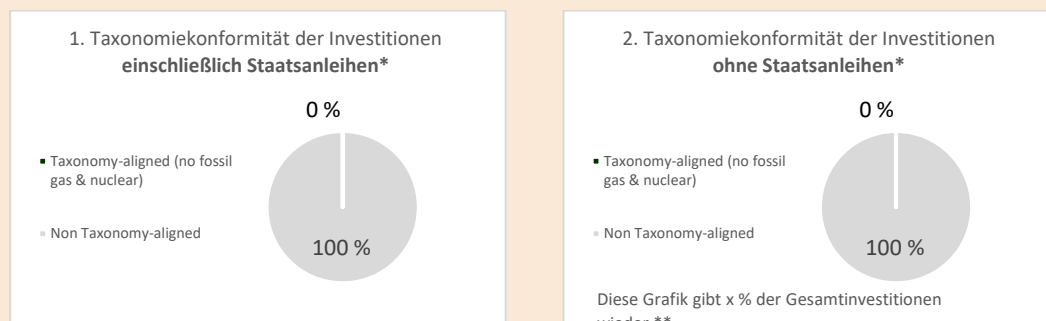 1. Taxonomiekonformität der Investitionen
einschließlich Staatsanleihen*
0 %
Taxonomy-aligned (no fossil
gas & nuclear)
Non Taxonomy-aligned
100 %
2. Taxonomiekonformität der Investitionen
ohne Staatsanleihen*
0 %
Taxonomy-aligned (no fossil
gas & nuclear)
Non Taxonomy-aligned
100 %
Diese Grafik gibt x % der Gesamtinvestitionen
wieder.**